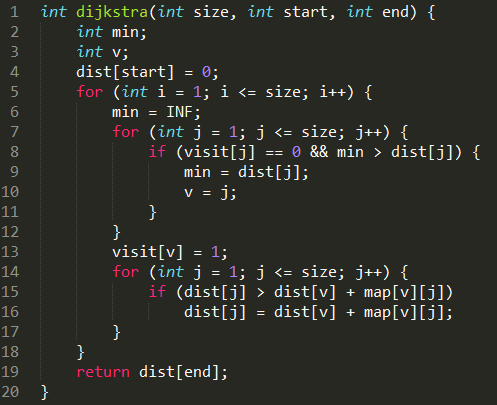 1 int dijkstra(int size, int start, int end) {
2     int min;
3     int v;
4     dist[start] = 0;
5     for (int i = 1; i <= size; i++) {
6         min = INF;
7         for (int j = 1; j <= size; j++) {
8             if (visit[j] == 0 && min > dist[j]) {
9                 min = dist[j];
10                 v = j;
11             }
12         }
13         visit[v] = 1;
14         for (int j = 1; j <= size; j++) {
15             if (dist[j] > dist[v] + map[v][j])
16                 dist[j] = dist[v] + map[v][j];
17         }
18     }
19     return dist[end];
20 }